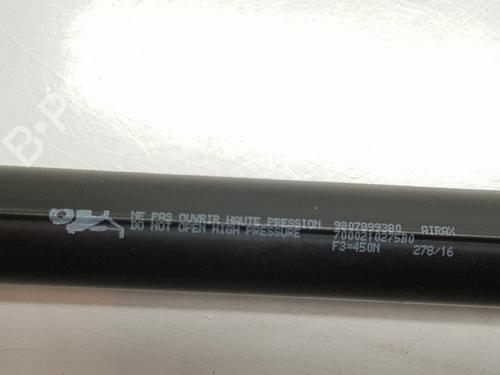 NE PAS OUVRIR HAUTE PRESSION 9807899380 AIRAX
DO NOT OPEN HIGH PRESSURE 7000210275B0
F3=450N 278/16